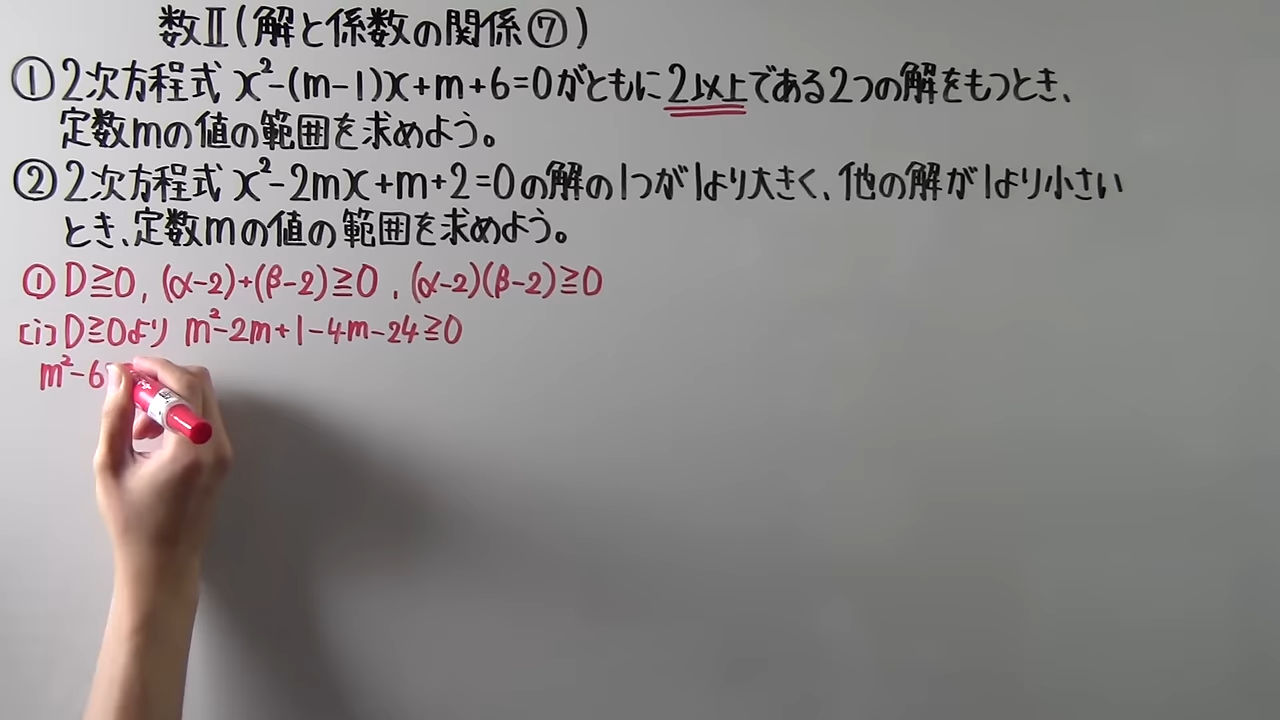 数Ⅱ(解と係数の関係⑦)
①2次方程式 x²-(m-1)x+m+6=0がともに2以上である2つの解をもつとき、
定数mの値の範囲を求めよう。
②2次方程式 x²-2mx+m+2=0の解の1つが1より大きく、他の解が1より小さい
とき、定数mの値の範囲を求めよう。
①D≧0, (α-2)+(β-2)≧0, (α-2)(β-2)≧0
[i]D≧0より m²-2m+1-4m-24≧0
m²-6